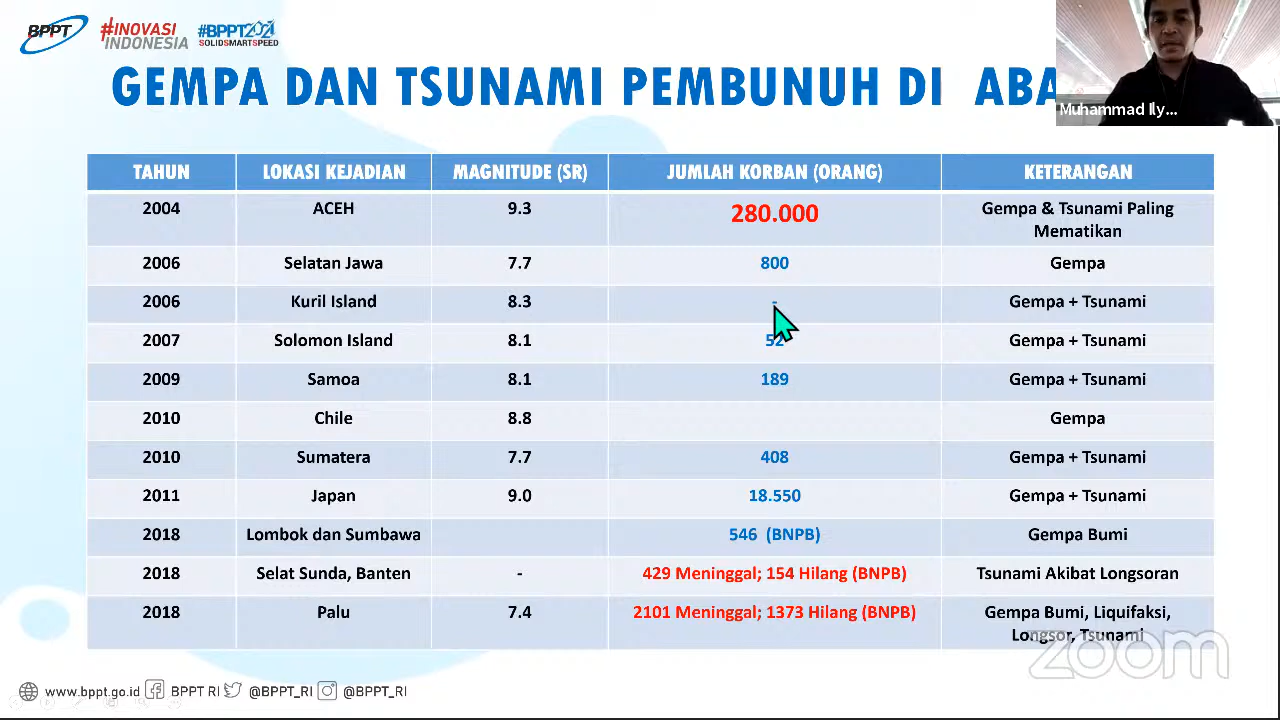 BPPT
#INOVASI
INDONESIA
#BPPT2021
SOLIDSMARTSPEED
GEMPA DAN TSUNAMI PEMBUNUH DI ABA
Muhammad Ily...
TAHUN LOKASI KEJADIAN MAGNITUDE (SR) JUMLAH KORBAN (ORANG) KETERANGAN
2004 ACEH 9.3 280.000 Gempa & Tsunami Paling
Mematikan
2006 Selatan Jawa 7.7 800 Gempa
2006 Kuril Island 8.3 - Gempa + Tsunami
2007 Solomon Island 8.1 52 Gempa + Tsunami
2009 Samoa 8.1 189 Gempa + Tsunami
2010 Chile 8.8 Gempa
2010 Sumatera 7.7 408 Gempa + Tsunami
2011 Japan 9.0 18.550 Gempa + Tsunami
2018 Lombok dan Sumbawa 546 (BNPB) Gempa Bumi
2018 Selat Sunda, Banten - 429 Meninggal; 154 Hilang (BNPB) Tsunami Akibat Longsoran
2018 Palu 7.4 2101 Meninggal; 1373 Hilang (BNPB) Gempa Bumi, Liquifaksi,
Longsor, Tsunami
zoom
www.bppt.go.id BPPT RI @BPPT_RI @BPPT_RI